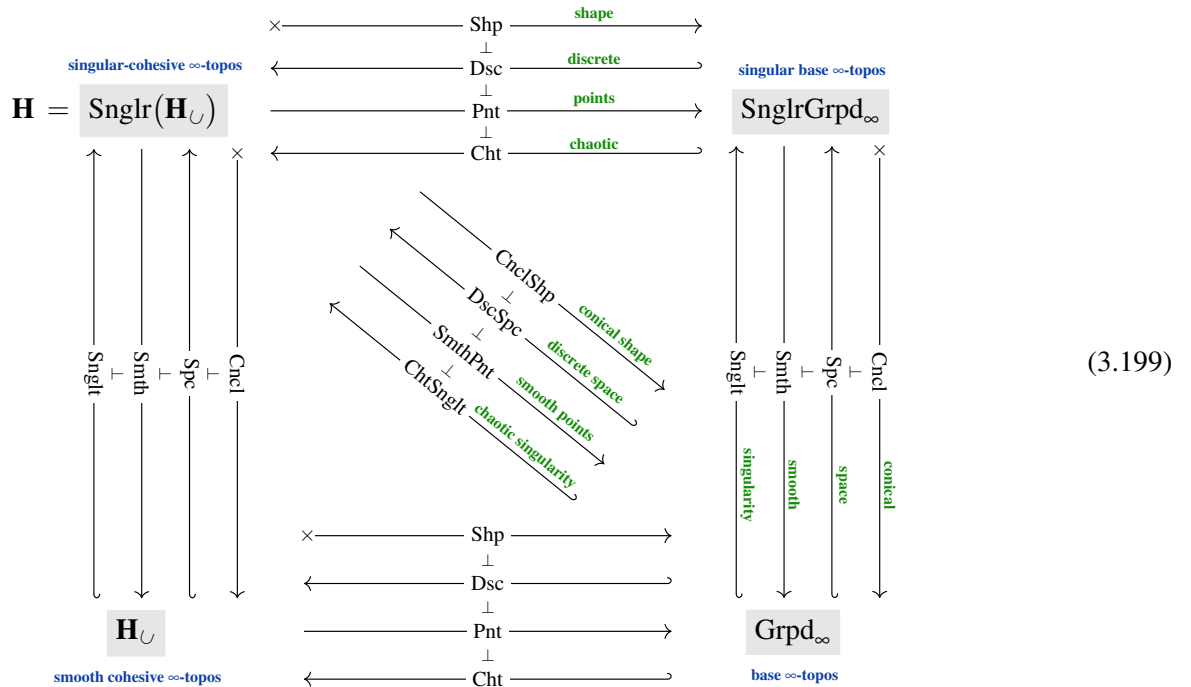 × Shp shape
⊥
singular-cohesive ∞-topos Dsc discrete singular base ∞-topos
⊥
H = Snglr(H∪) Pnt points SnglrGrpd∞
⊥
× Cht chaotic ×
CnclShp conical shape
⊥
DscSpc discrete space
⊥
SmthPnt smooth points
⊥
ChtSnglt chaotic singularity
Snglt ⊥ Smth ⊥ Spc ⊥ Cncl
Snglt ⊥ Smth ⊥ Spc ⊥ Cncl
singularity smooth space conical
(3.199)
× Shp
⊥
Dsc
⊥
H∪ Pnt Grpd∞
⊥
smooth cohesive ∞-topos Cht base ∞-topos